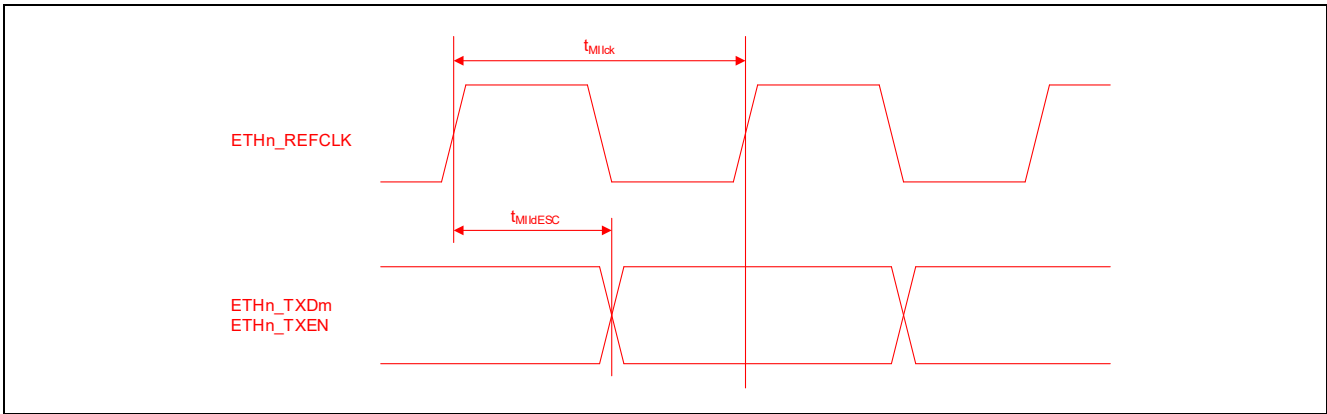 tMIIck
ETHn_REFCLK
tMIIdESC
ETHn_TXDm
ETHn_TXEN